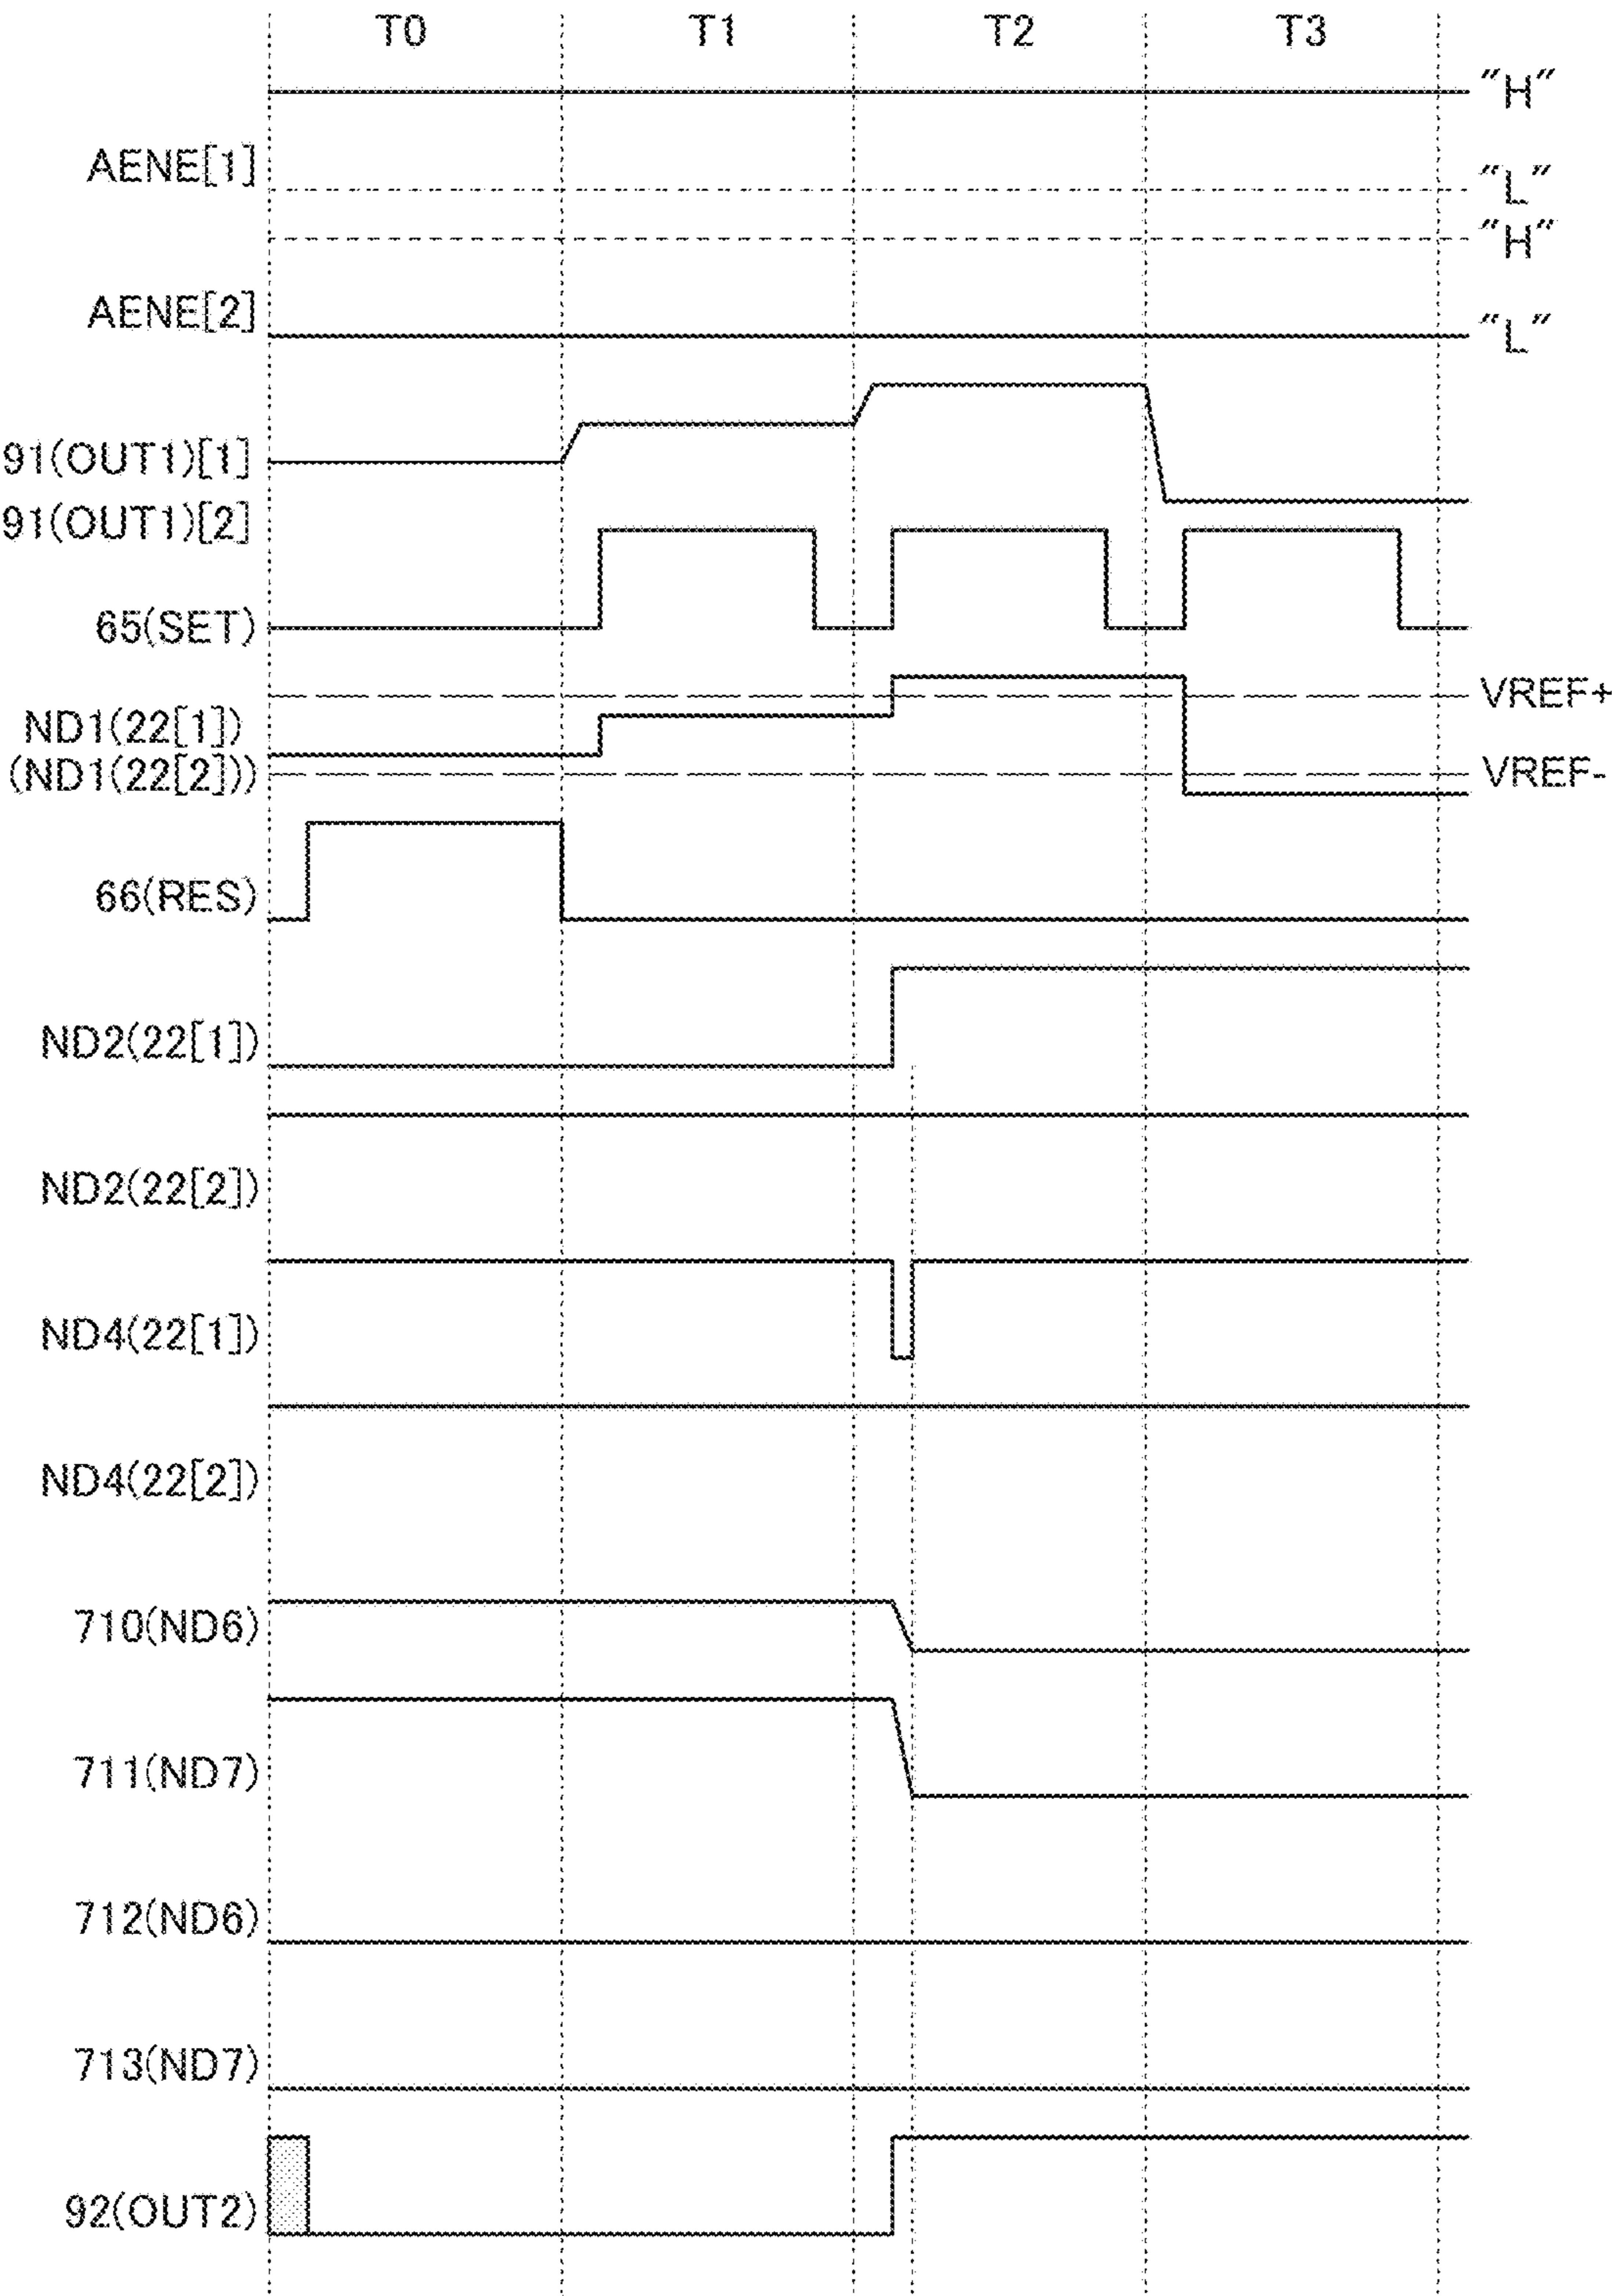 T0 T1 T2 T3
"H"
AENE[1]
"L"
"H"
AENE[2]
"L"
91(OUT1)[1]
91(OUT1)[2]
65(SET)
VREF+
ND1(22[1])
(ND1(22[2]))
VREF-
66(RES)
ND2(22[1])
ND2(22[2])
ND4(22[1])
ND4(22[2])
710(ND6)
711(ND7)
712(ND6)
713(ND7)
92(OUT2)